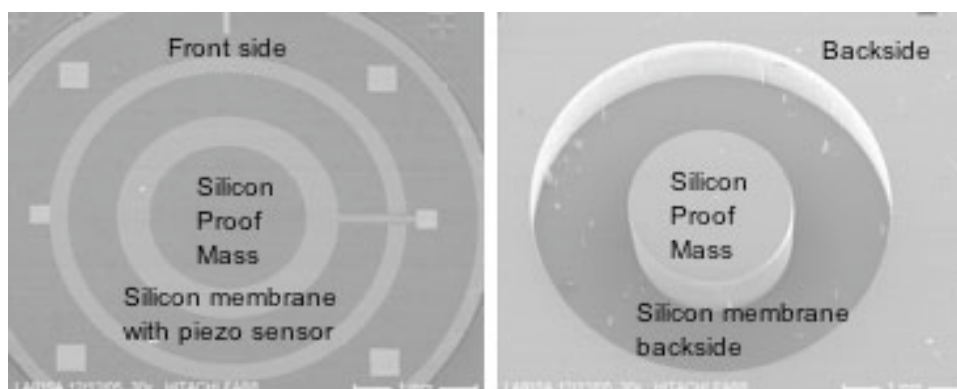 Front side
Silicon
Proof
Mass
Silicon membrane
with piezo sensor
Backside
Silicon
Proof
Mass
Silicon membrane
backside